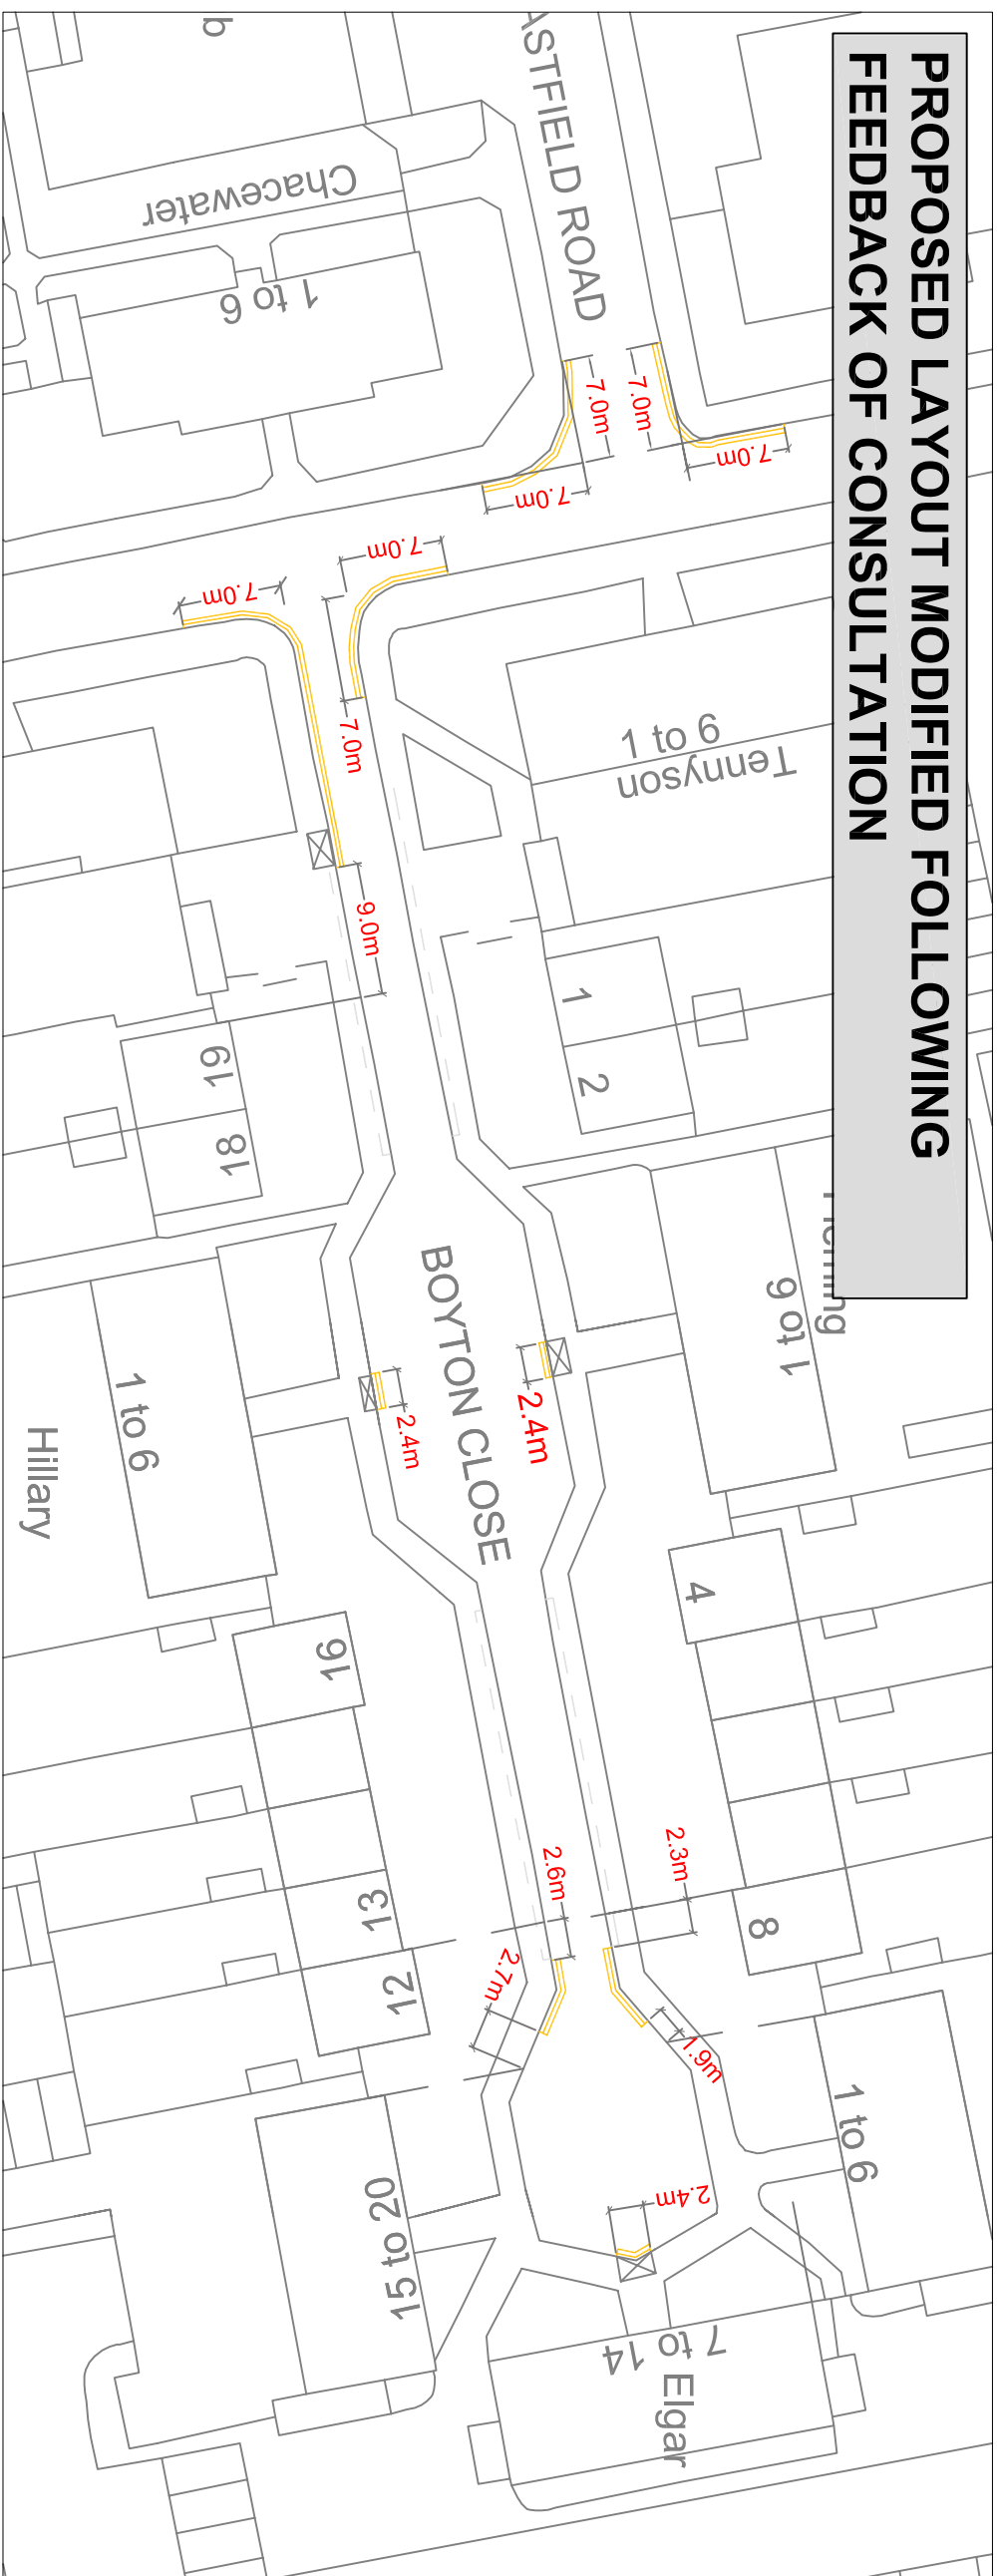 PROPOSED LAYOUT MODIFIED FOLLOWING
FEEDBACK OF CONSULTATION
b
Chacewater
1 to 6
ASTFIELD ROAD
7.0m
7.0m
7.0m
7.0m
7.0m
7.0m
7.0m
9.0m
1 to 6
Tennyson
1
2
19
18
BOYTON CLOSE
1 to 6
2.4m
2.4m
1 to 6
Hillary
4
16
2.3m
2.6m
13
8
12
2.7m
1.9m
1 to 6
2.4m
15 to 20
7 to 14
Elgar